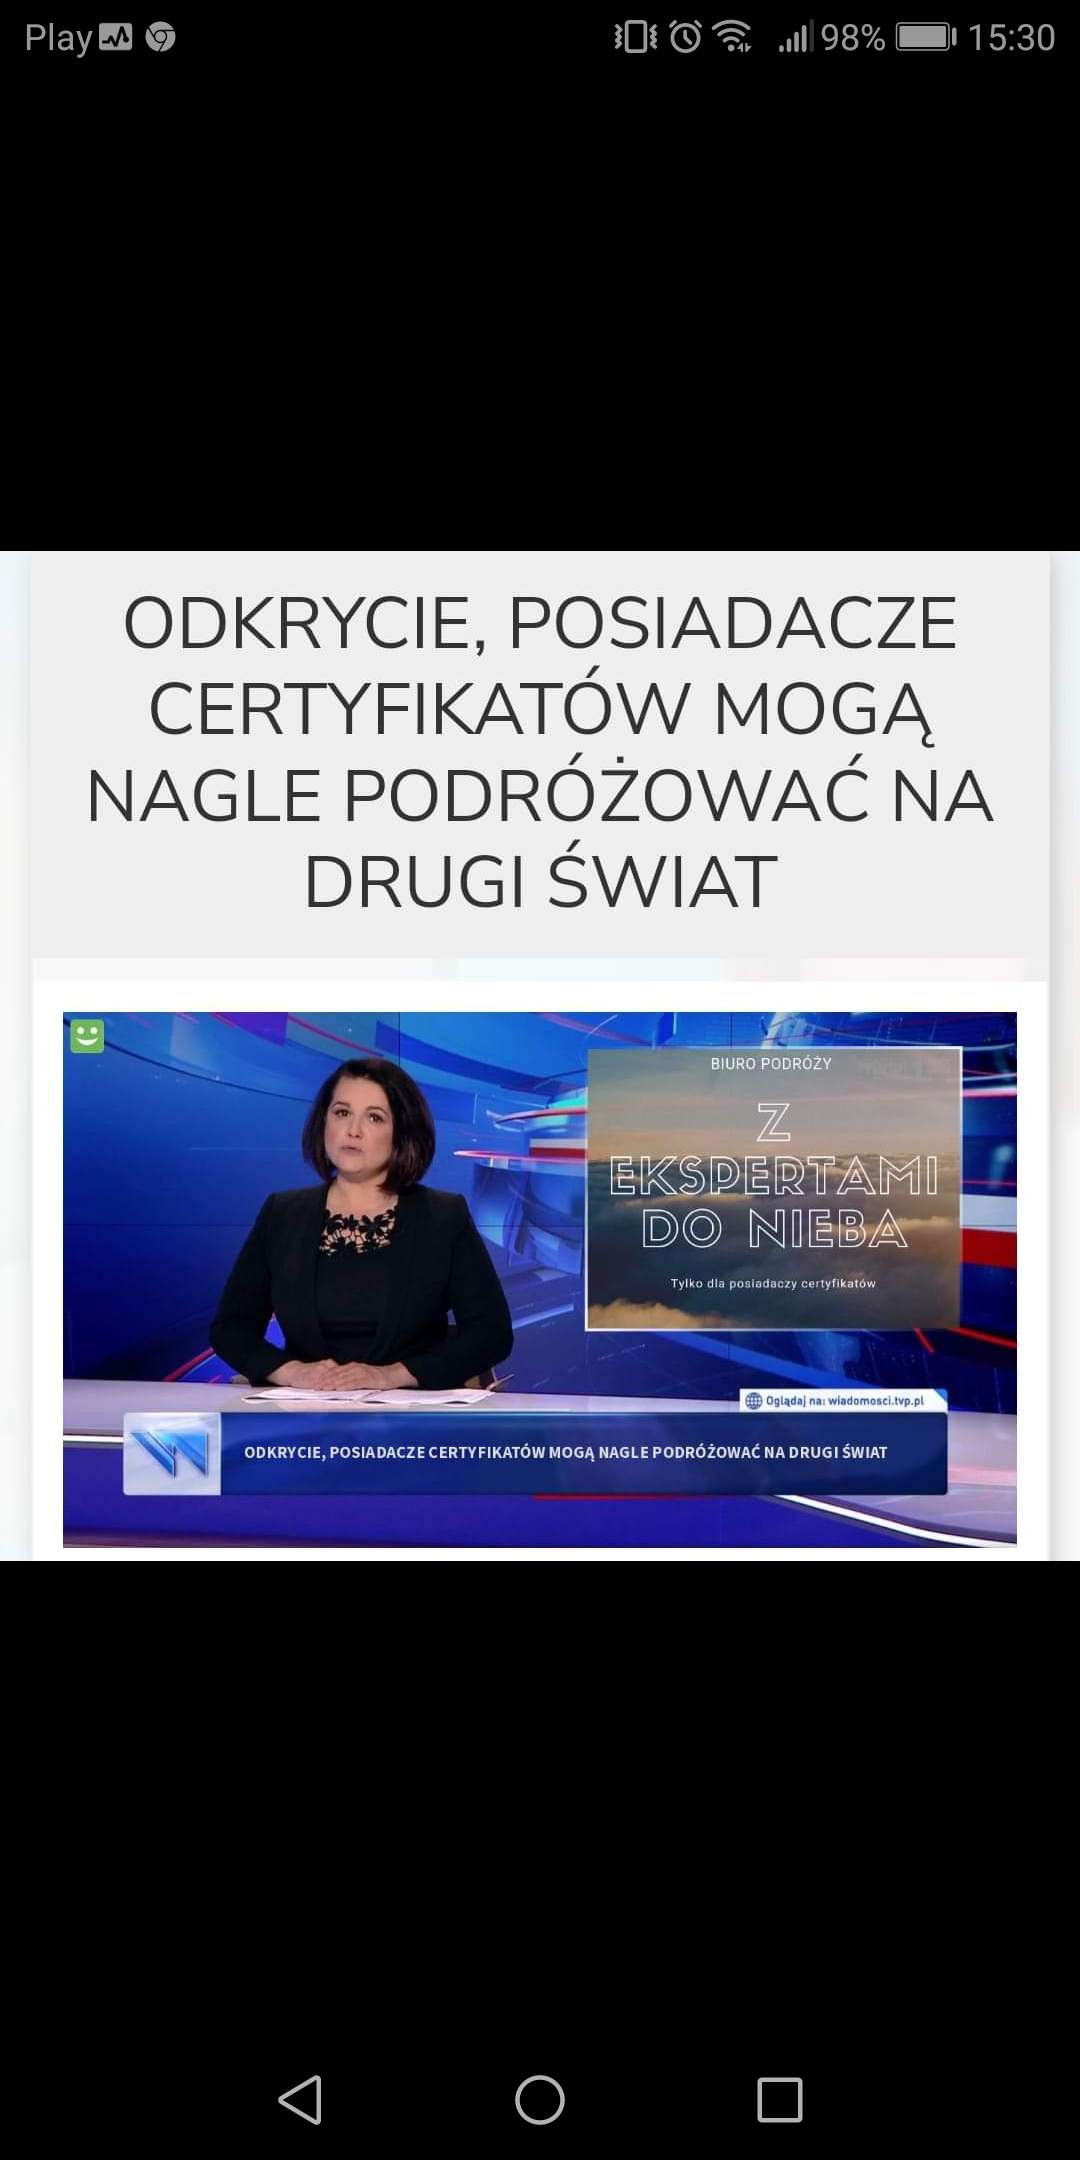 Play 98% 15:30
ODKRYCIE, POSIADACZE
CERTYFIKATÓW MOGĄ
NAGLE PODRÓŻOWAĆ NA
DRUGI ŚWIAT
BIURO PODRÓŻY
Z
EKSPERTAMI
DO NIEBA
Tylko dla posiadaczy certyfikatów
Oglądaj na: wiadomosci.tvp.pl
ODKRYCIE, POSIADACZE CERTYFIKATÓW MOGĄ NAGLE PODRÓŻOWAĆ NA DRUGI ŚWIAT